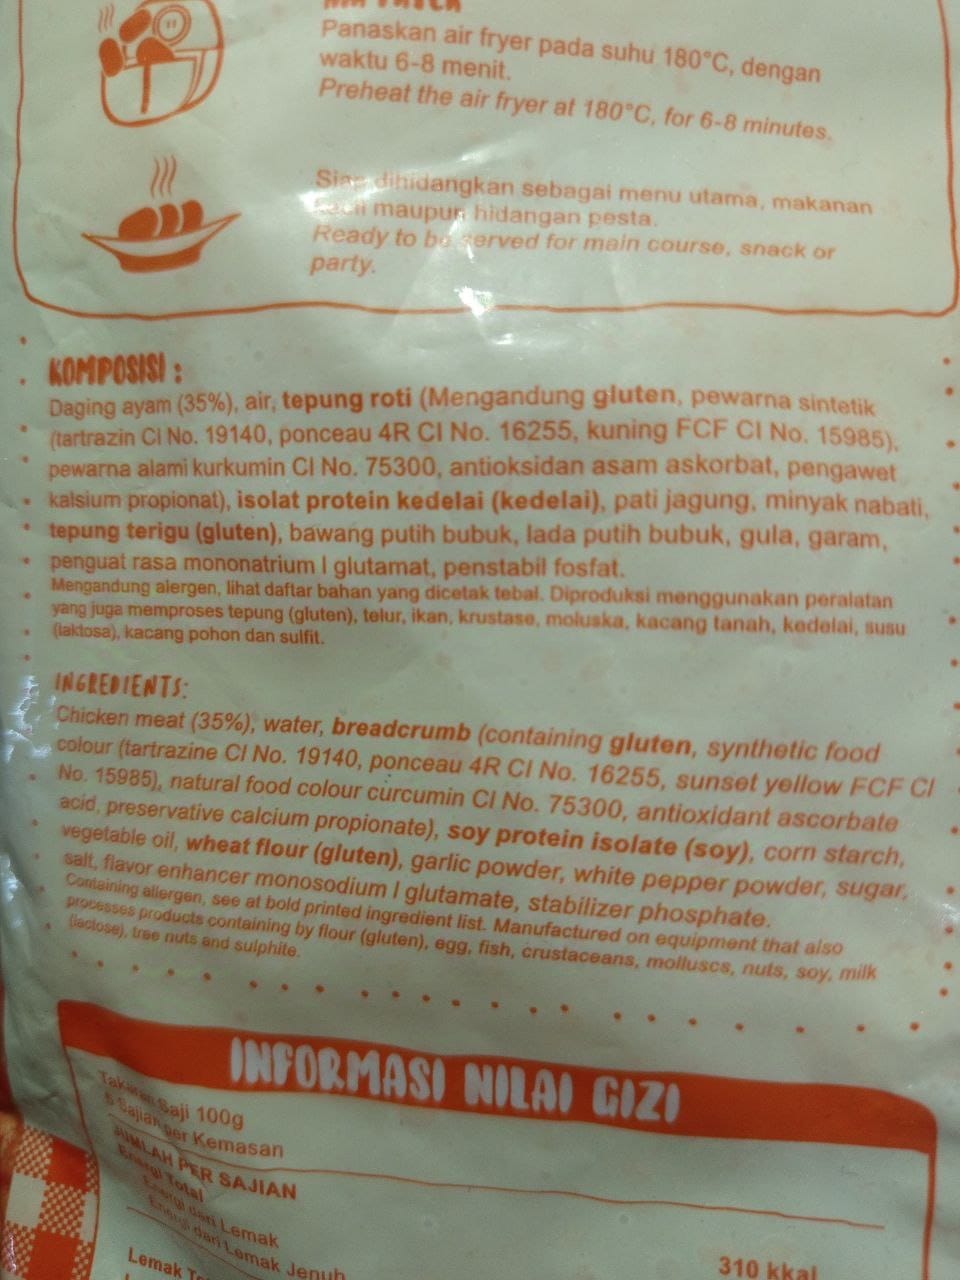 Panaskan air fryer pada suhu 180°C, dengan
waktu 6-8 menit.
Preheat the air fryer at 180°C, for 6-8 minutes.
Siap dihidangkan sebagai menu utama, makanan
kecil maupun hidangan pesta.
Ready to be served for main course, snack or
party.
KOMPOSISI :
Daging ayam (35%), air, tepung roti (Mengandung gluten, pewarna sintetik
(tartrazin CI No. 19140, ponceau 4R CI No. 16255, kuning FCF CI No. 15985),
pewarna alami kurkumin CI No. 75300, antioksidan asam askorbat, pengawet
kalsium propionat), isolat protein kedelai (kedelai), pati jagung, minyak nabati,
tepung terigu (gluten), bawang putih bubuk, lada putih bubuk, gula, garam,
penguat rasa mononatrium l glutamat, penstabil fosfat.
Mengandung alergen, lihat daftar bahan yang dicetak tebal. Diproduksi menggunakan peralatan
yang juga memproses tepung (gluten), telur, ikan, krustase, moluska, kacang tanah, kedelai, susu
(laktosa), kacang pohon dan sulfit.
INGREDIENTS:
Chicken meat (35%), water, breadcrumb (containing gluten, synthetic food
colour (tartrazine CI No. 19140, ponceau 4R CI No. 16255, sunset yellow FCF CI
No. 15985), natural food colour curcumin CI No. 75300, antioxidant ascorbate
acid, preservative calcium propionate), soy protein isolate (soy), corn starch,
vegetable oil, wheat flour (gluten), garlic powder, white pepper powder, sugar,
salt, flavor enhancer monosodium l glutamate, stabilizer phosphate.
Containing allergen, see at bold printed ingredient list. Manufactured on equipment that also
processes products containing by flour (gluten), egg, fish, crustaceans, molluscs, nuts, soy, milk
(lactose), tree nuts and sulphite.
INFORMASI NILAI GIZI
Takaran Saji 100g
5 Sajian per Kemasan
JUMLAH PER SAJIAN
Energi Total 310 kkal
Energi dari Lemak
Energi dari Lemak Jenuh
Lemak